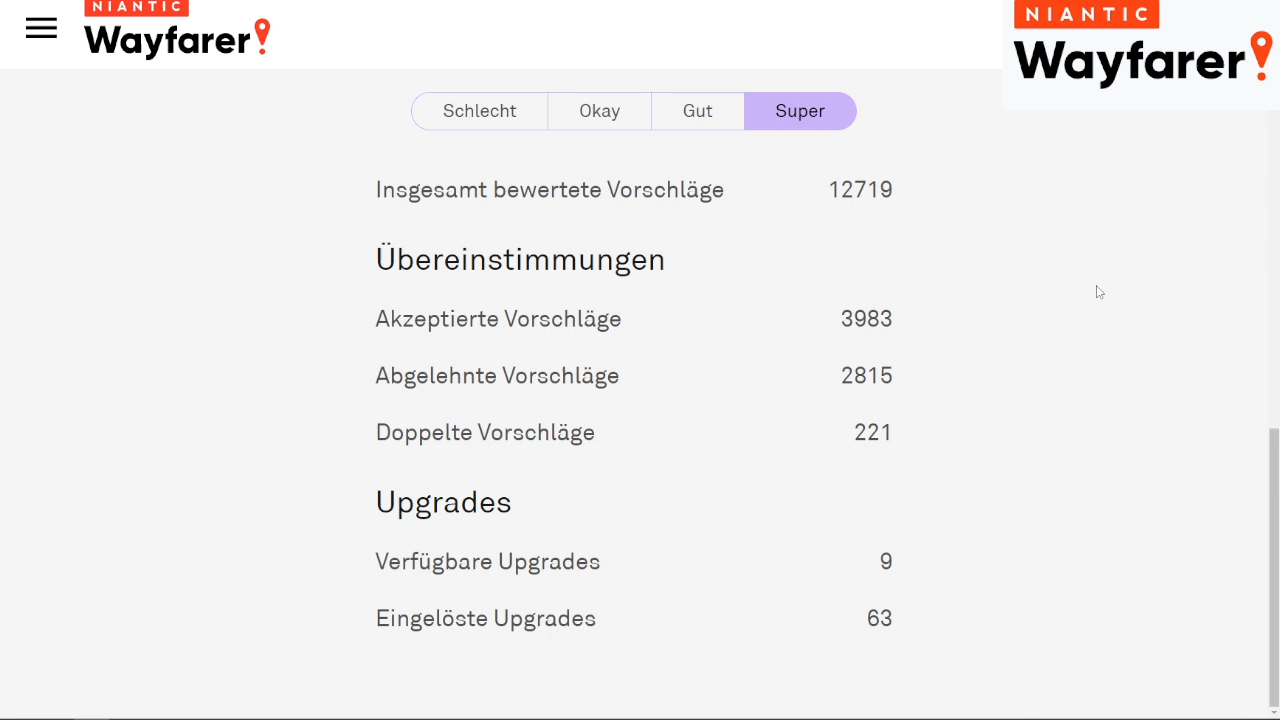 NIANTIC
Wayfarer
NIANTIC
Wayfarer
Schlecht Okay Gut Super
Insgesamt bewertete Vorschläge 12719
Übereinstimmungen
Akzeptierte Vorschläge 3983
Abgelehnte Vorschläge 2815
Doppelte Vorschläge 221
Upgrades
Verfügbare Upgrades 9
Eingelöste Upgrades 63